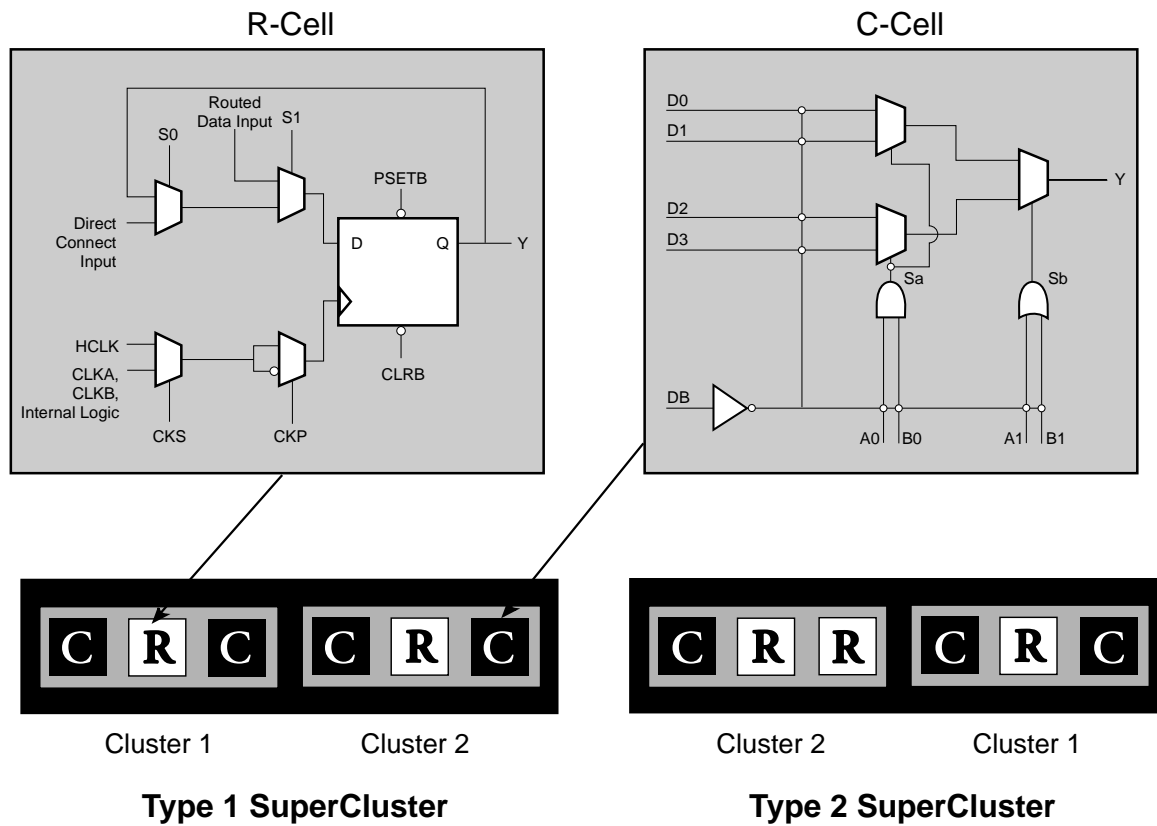 R-Cell
Routed
Data Input
S1
S0
PSETB
Direct
Connect
Input
D
Q
Y
HCLK
CLKA,
CLKB,
Internal Logic
CLRB
CKS
CKP
C-Cell
D0
D1
D2
D3
Y
Sa
Sb
DB
A0
B0
A1
B1
C R C
C R C
Cluster 1
Cluster 2
Type 1 SuperCluster
C R R
C R C
Cluster 2
Cluster 1
Type 2 SuperCluster